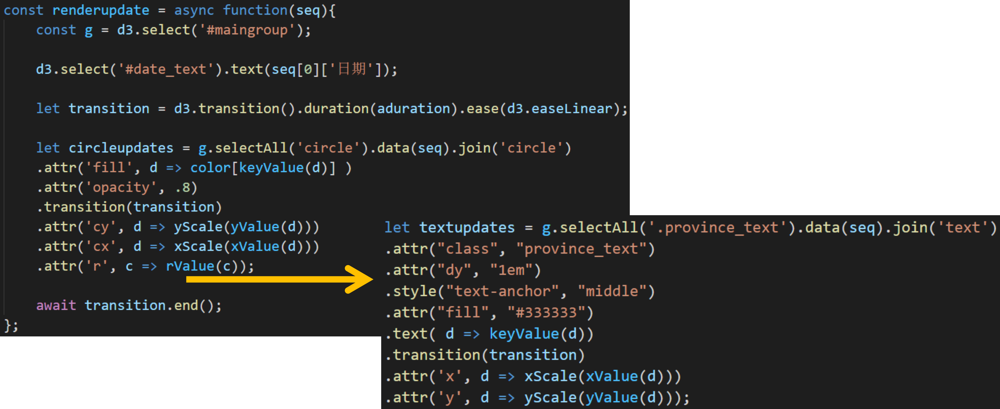 const renderupdate = async function(seq){
const g = d3.select('#maingroup');
d3.select('#date_text').text(seq[0]['日期']);
let transition = d3.transition().duration(aduration).ease(d3.easeLinear);
let circleupdates = g.selectAll('circle').data(seq).join('circle')
.attr('fill', d => color[keyValue(d)] )
.attr('opacity', .8)
.transition(transition)
.attr('cy', d => yScale(yValue(d)))
.attr('cx', d => xScale(xValue(d)))
.attr('r', c => rValue(c));
await transition.end();
};
let textupdates = g.selectAll('.province_text').data(seq).join('text')
.attr("class", "province_text")
.attr("dy", "1em")
.style("text-anchor", "middle")
.attr("fill", "#333333")
.text( d => keyValue(d))
.transition(transition)
.attr('x', d => xScale(xValue(d)))
.attr('y', d => yScale(yValue(d)));